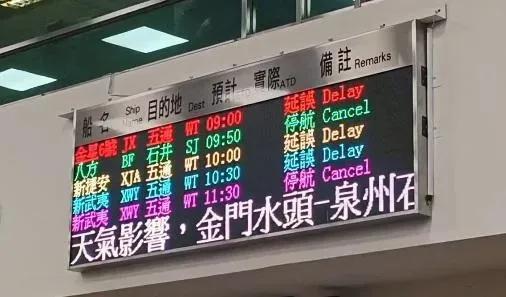 船名 Ship Name 目的地 Dest 預計 實際 ATD 備註 Remarks
金星6號 JX 五通 WT 09:00 延誤 Delay
八方 BF 石井 SJ 09:50 停航 Cancel
新捷安 XJA 五通 WT 10:00 延誤 Delay
新武夷 XWY 五通 WT 10:30 延誤 Delay
新武夷 XWY 五通 WT 11:30 停航 Cancel
天氣影響，金門水頭-泉州石